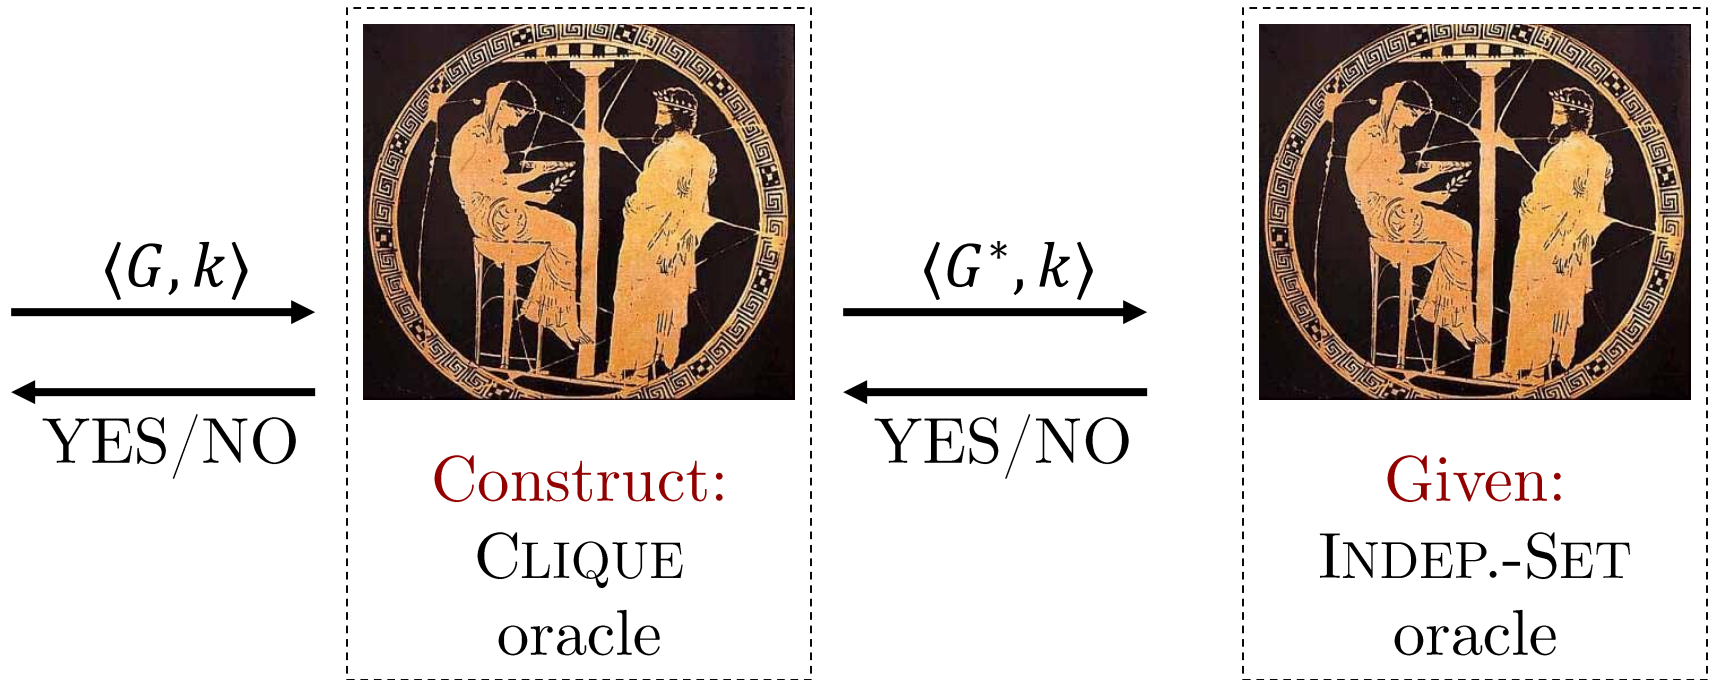 ⟨G, k⟩
YES/NO
Construct:
CLIQUE
oracle
⟨G*, k⟩
YES/NO
Given:
INDEP.-SET
oracle